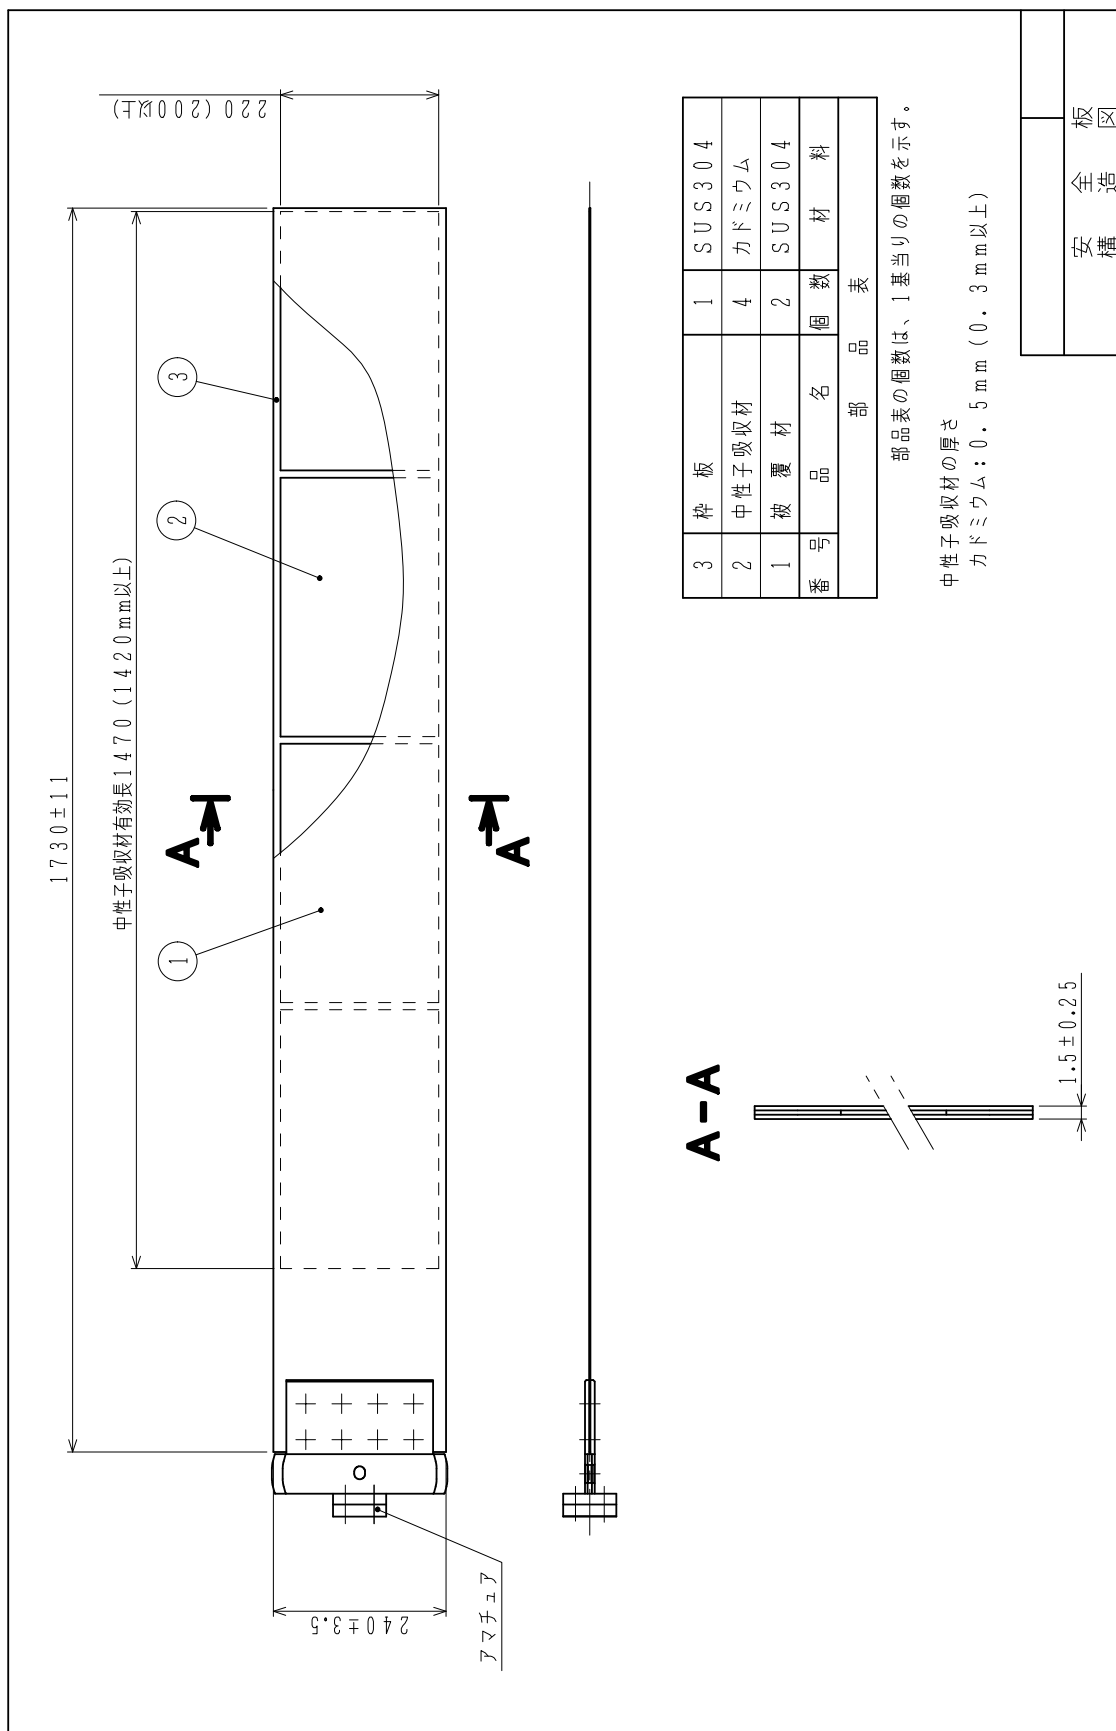 1730±11
中性子吸収材有効長1470(1420mm以上)
220(200以上)
240±3.5
1
2
3
A
A
アマチュア
A-A
1.5±0.25
3 枠板 1 SUS304
2 中性子吸収材 4 カドミウム
1 被覆材 2 SUS304
番号 品名 個数 材料
部品表
部品表の個数は、1基当りの個数を示す。
中性子吸収材の厚さ
カドミウム:0.5mm(0.3mm以上)
安全板
構造図